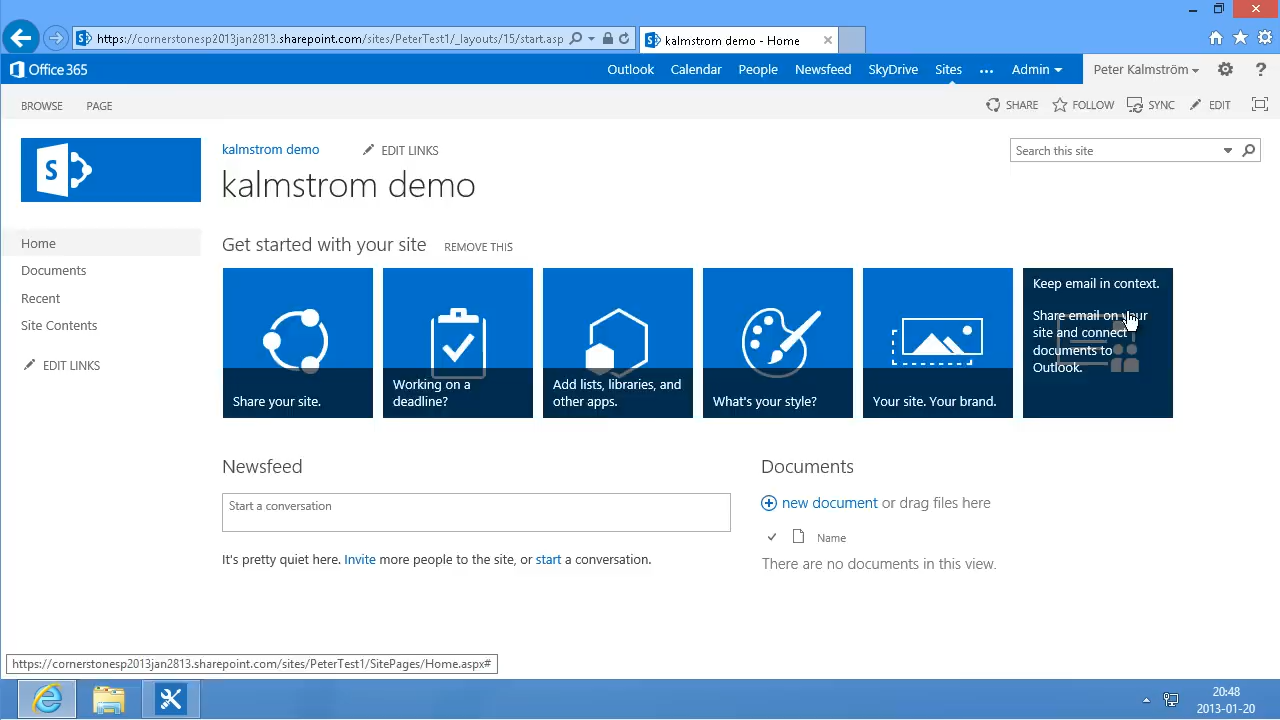 https://cornerstonesp2013jan2813.sharepoint.com/sites/PeterTest1/_layouts/15/start.asp
kalmstrom demo - Home
Office 365
Outlook
Calendar
People
Newsfeed
SkyDrive
Sites
...
Admin
Peter Kalmström
?
BROWSE
PAGE
SHARE
FOLLOW
SYNC
EDIT
S
kalmstrom demo
EDIT LINKS
Search this site
kalmstrom demo
Home
Documents
Recent
Site Contents
EDIT LINKS
Get started with your site
REMOVE THIS
Share your site.
Working on a
deadline?
Add lists, libraries, and
other apps.
What's your style?
Your site. Your brand.
Keep email in context.
Share email on your
site and connect
documents to
Outlook.
Newsfeed
Start a conversation
It's pretty quiet here. Invite more people to the site, or start a conversation.
Documents
new document or drag files here
Name
There are no documents in this view.
https://cornerstonesp2013jan2813.sharepoint.com/sites/PeterTest1/SitePages/Home.aspx#
20:48
2013-01-20